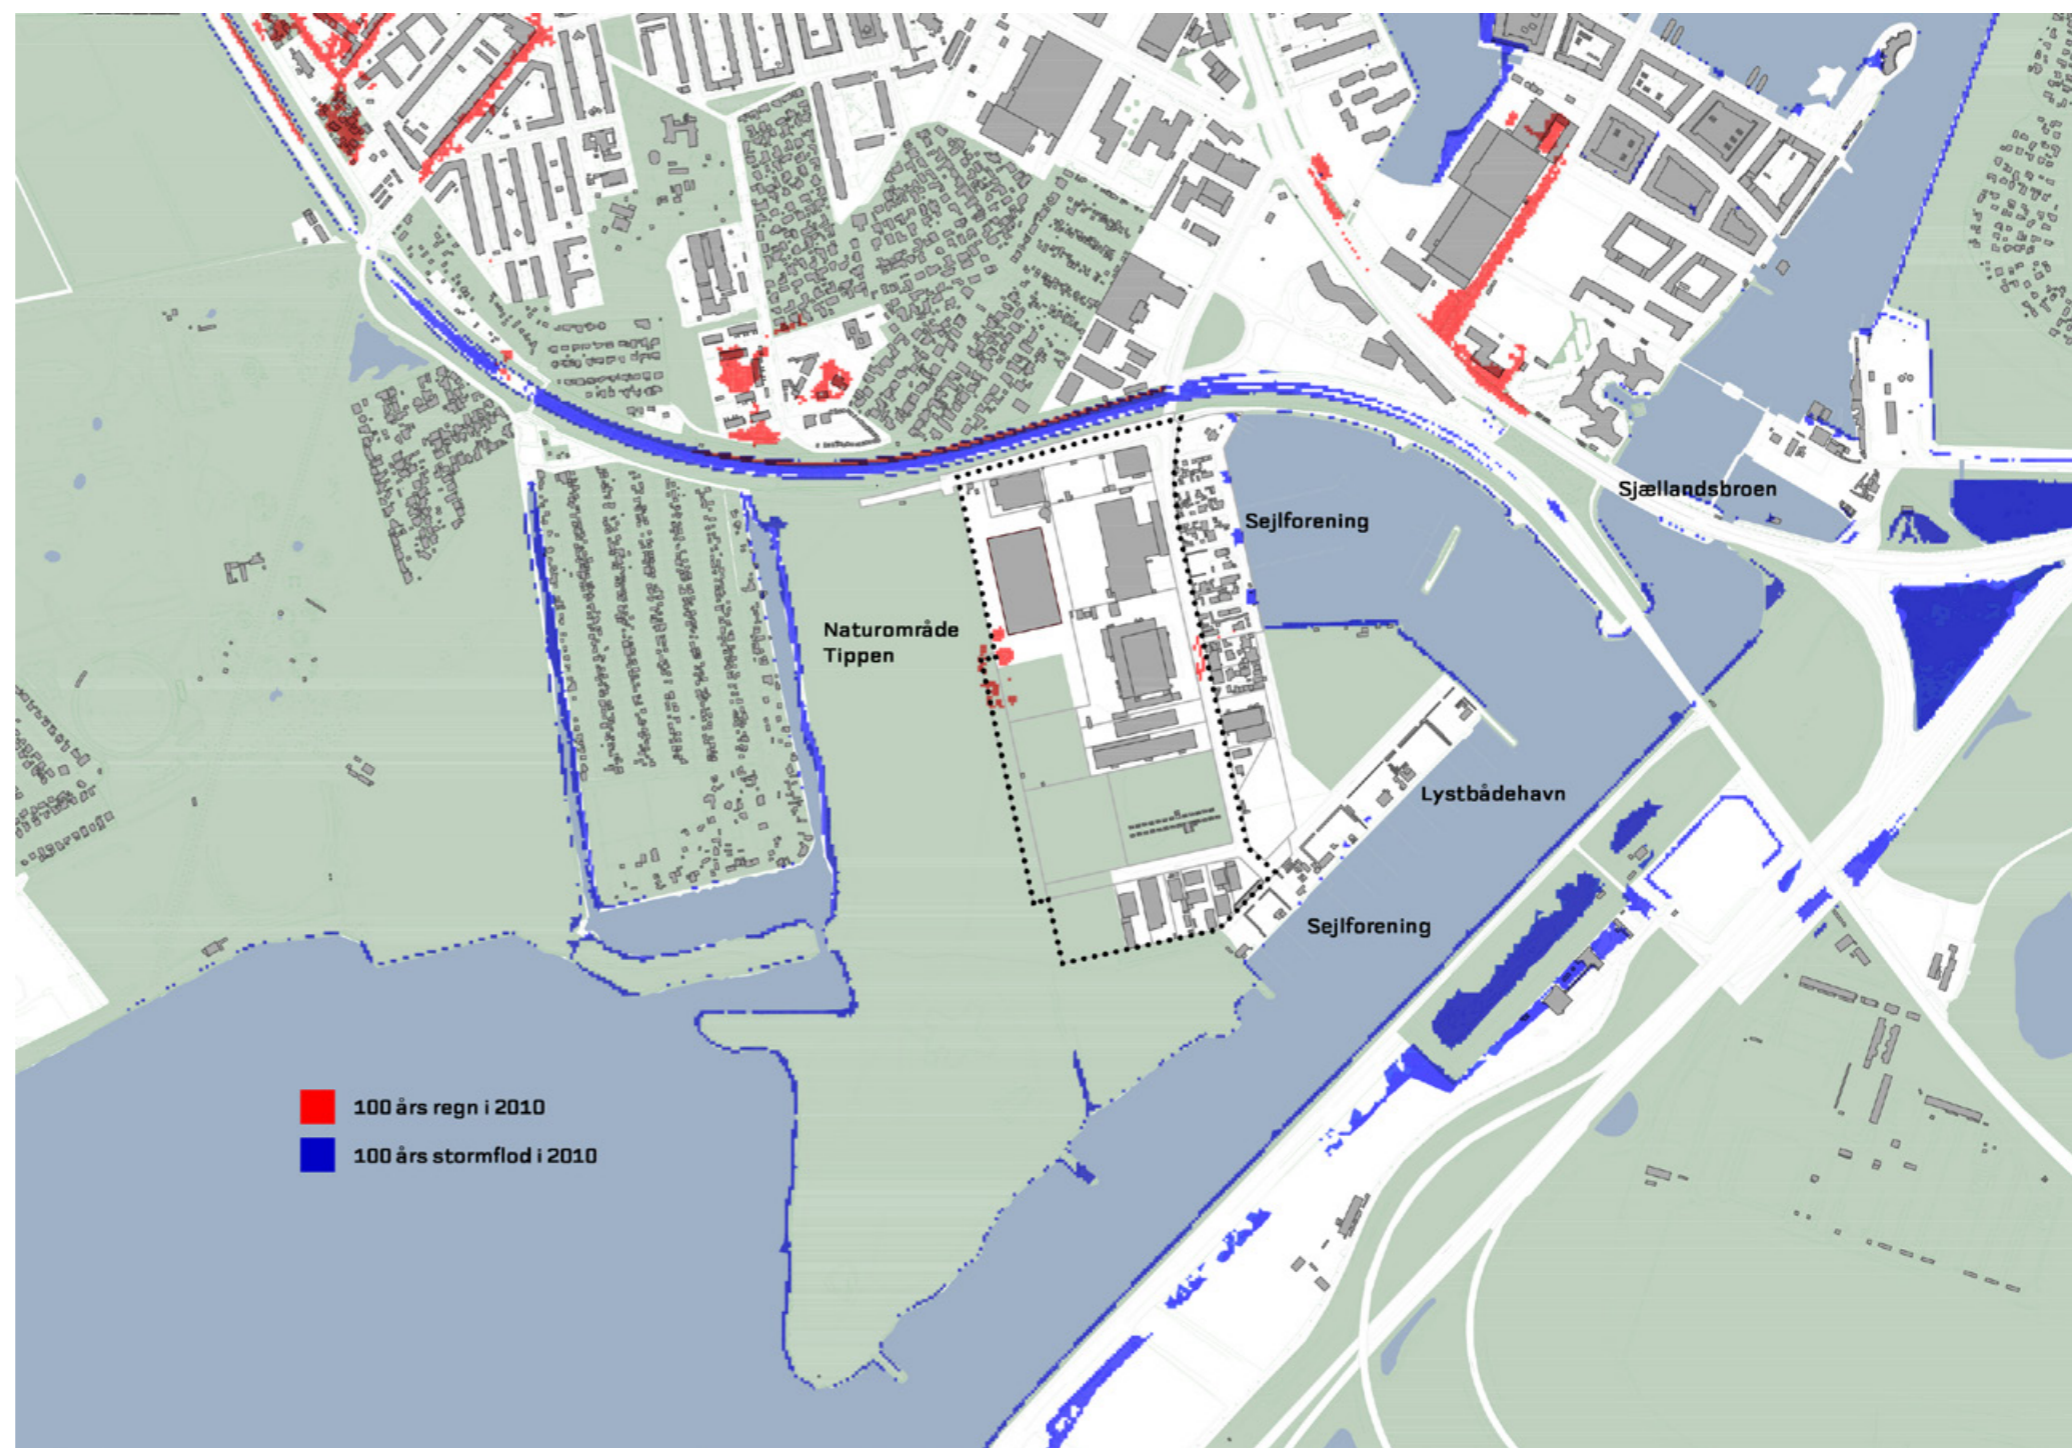 Sjællandsbroen
Sejlforening
Naturområde
Tippen
Lystbådehavn
Sejlforening
100 års regn i 2010
100 års stormflod i 2010